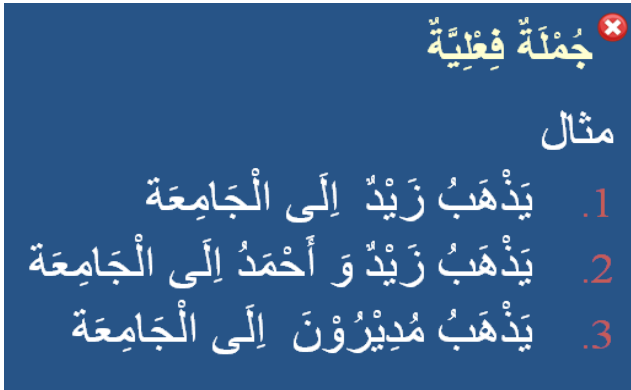 جُمْلَةٌ فِعْلِيَّةٌ
مثال
1. يَذْهَبُ زَيْدٌ اِلَى الْجَامِعَة
2. يَذْهَبُ زَيْدٌ وَ أَحْمَدُ اِلَى الْجَامِعَة
3. يَذْهَبُ مُدِيْرُوْنَ اِلَى الْجَامِعَة